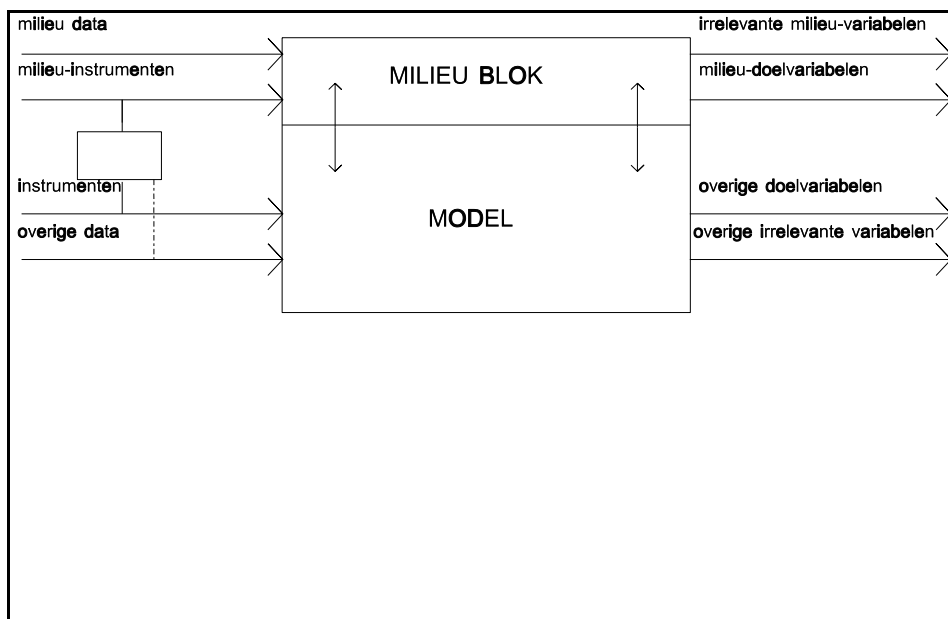 milieu data
milieu-instrumenten
instrumenten
overige data
MILIEU BLOK
MODEL
irrelevante milieu-variabelen
milieu-doelvariabelen
overige doelvariabelen
overige irrelevante variabelen